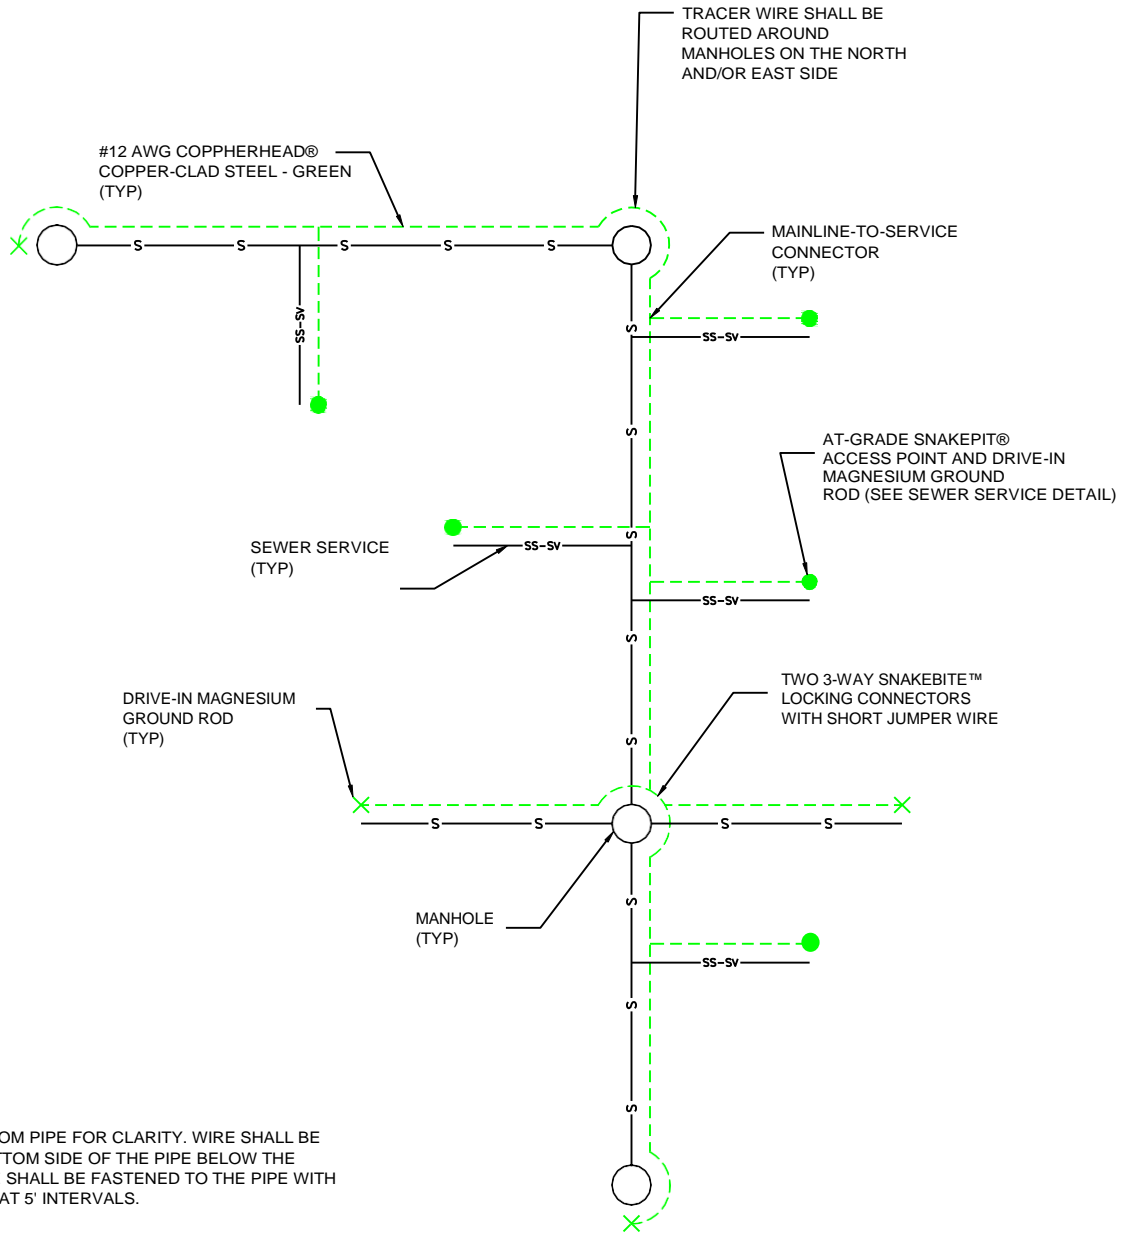 TRACER WIRE SHALL BE
ROUTED AROUND
MANHOLES ON THE NORTH
AND/OR EAST SIDE
#12 AWG COPPHERHEAD®
COPPER-CLAD STEEL - GREEN
(TYP)
MAINLINE-TO-SERVICE
CONNECTOR
(TYP)
S S S S S
SS-SV
S
SS-SV
S
AT-GRADE SNAKEPIT®
ACCESS POINT AND DRIVE-IN
MAGNESIUM GROUND
ROD (SEE SEWER SERVICE DETAIL)
S
SEWER SERVICE
(TYP)
SS-SV
SS-SV
S
DRIVE-IN MAGNESIUM
GROUND ROD
(TYP)
TWO 3-WAY SNAKEBITE™
LOCKING CONNECTORS
WITH SHORT JUMPER WIRE
S
S S S S
S
MANHOLE
(TYP)
SS-SV
S
S
OM PIPE FOR CLARITY. WIRE SHALL BE
TTOM SIDE OF THE PIPE BELOW THE
SHALL BE FASTENED TO THE PIPE WITH
AT 5' INTERVALS.